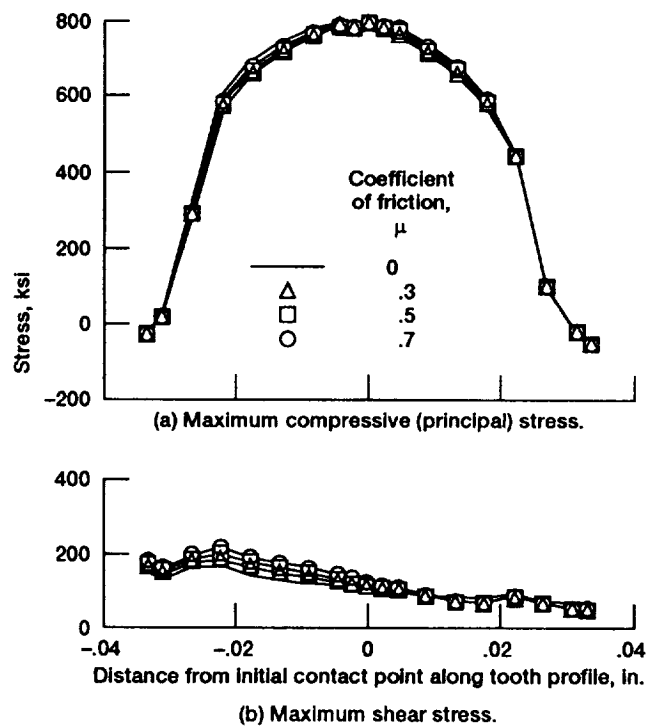 800
600
400
200
0
−200
Stress, ksi
Coefficient
of friction,
μ
0
.3
.5
.7
(a) Maximum compressive (principal) stress.
400
200
0
−.04
−.02
0
.02
.04
Distance from initial contact point along tooth profile, in.
(b) Maximum shear stress.